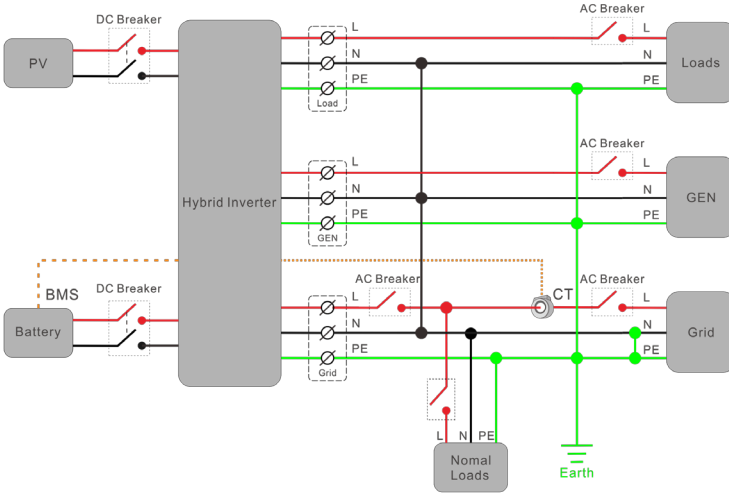 DC Breaker
PV
Hybrid Inverter
L
N
PE
Load
AC Breaker
L
N
PE
Loads
L
N
PE
GEN
AC Breaker
L
N
PE
GEN
BMS
DC Breaker
Battery
L
AC Breaker
N
PE
Grid
CT
AC Breaker
L
N
PE
Grid
L N PE
Nomal
Loads
Earth